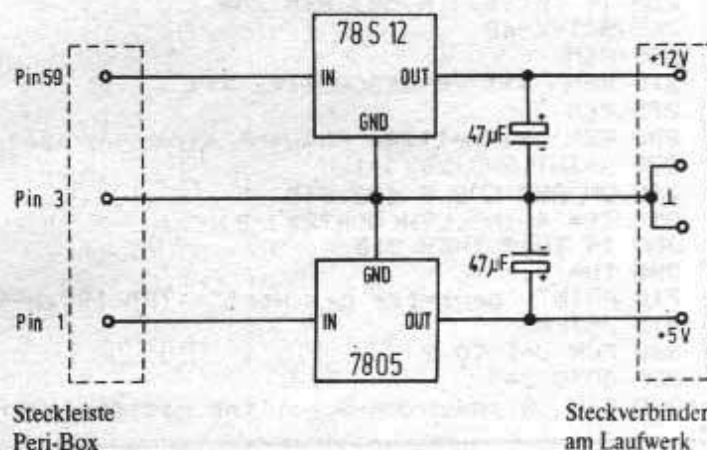 78 S 12
Pin 59
IN
OUT
+12V
GND
47µF
+
-
Pin 3
⊥
GND
47µF
+
Pin 1
IN
OUT
7805
+5V
Steckleiste
Peri-Box
Steckverbinder
am Laufwerk